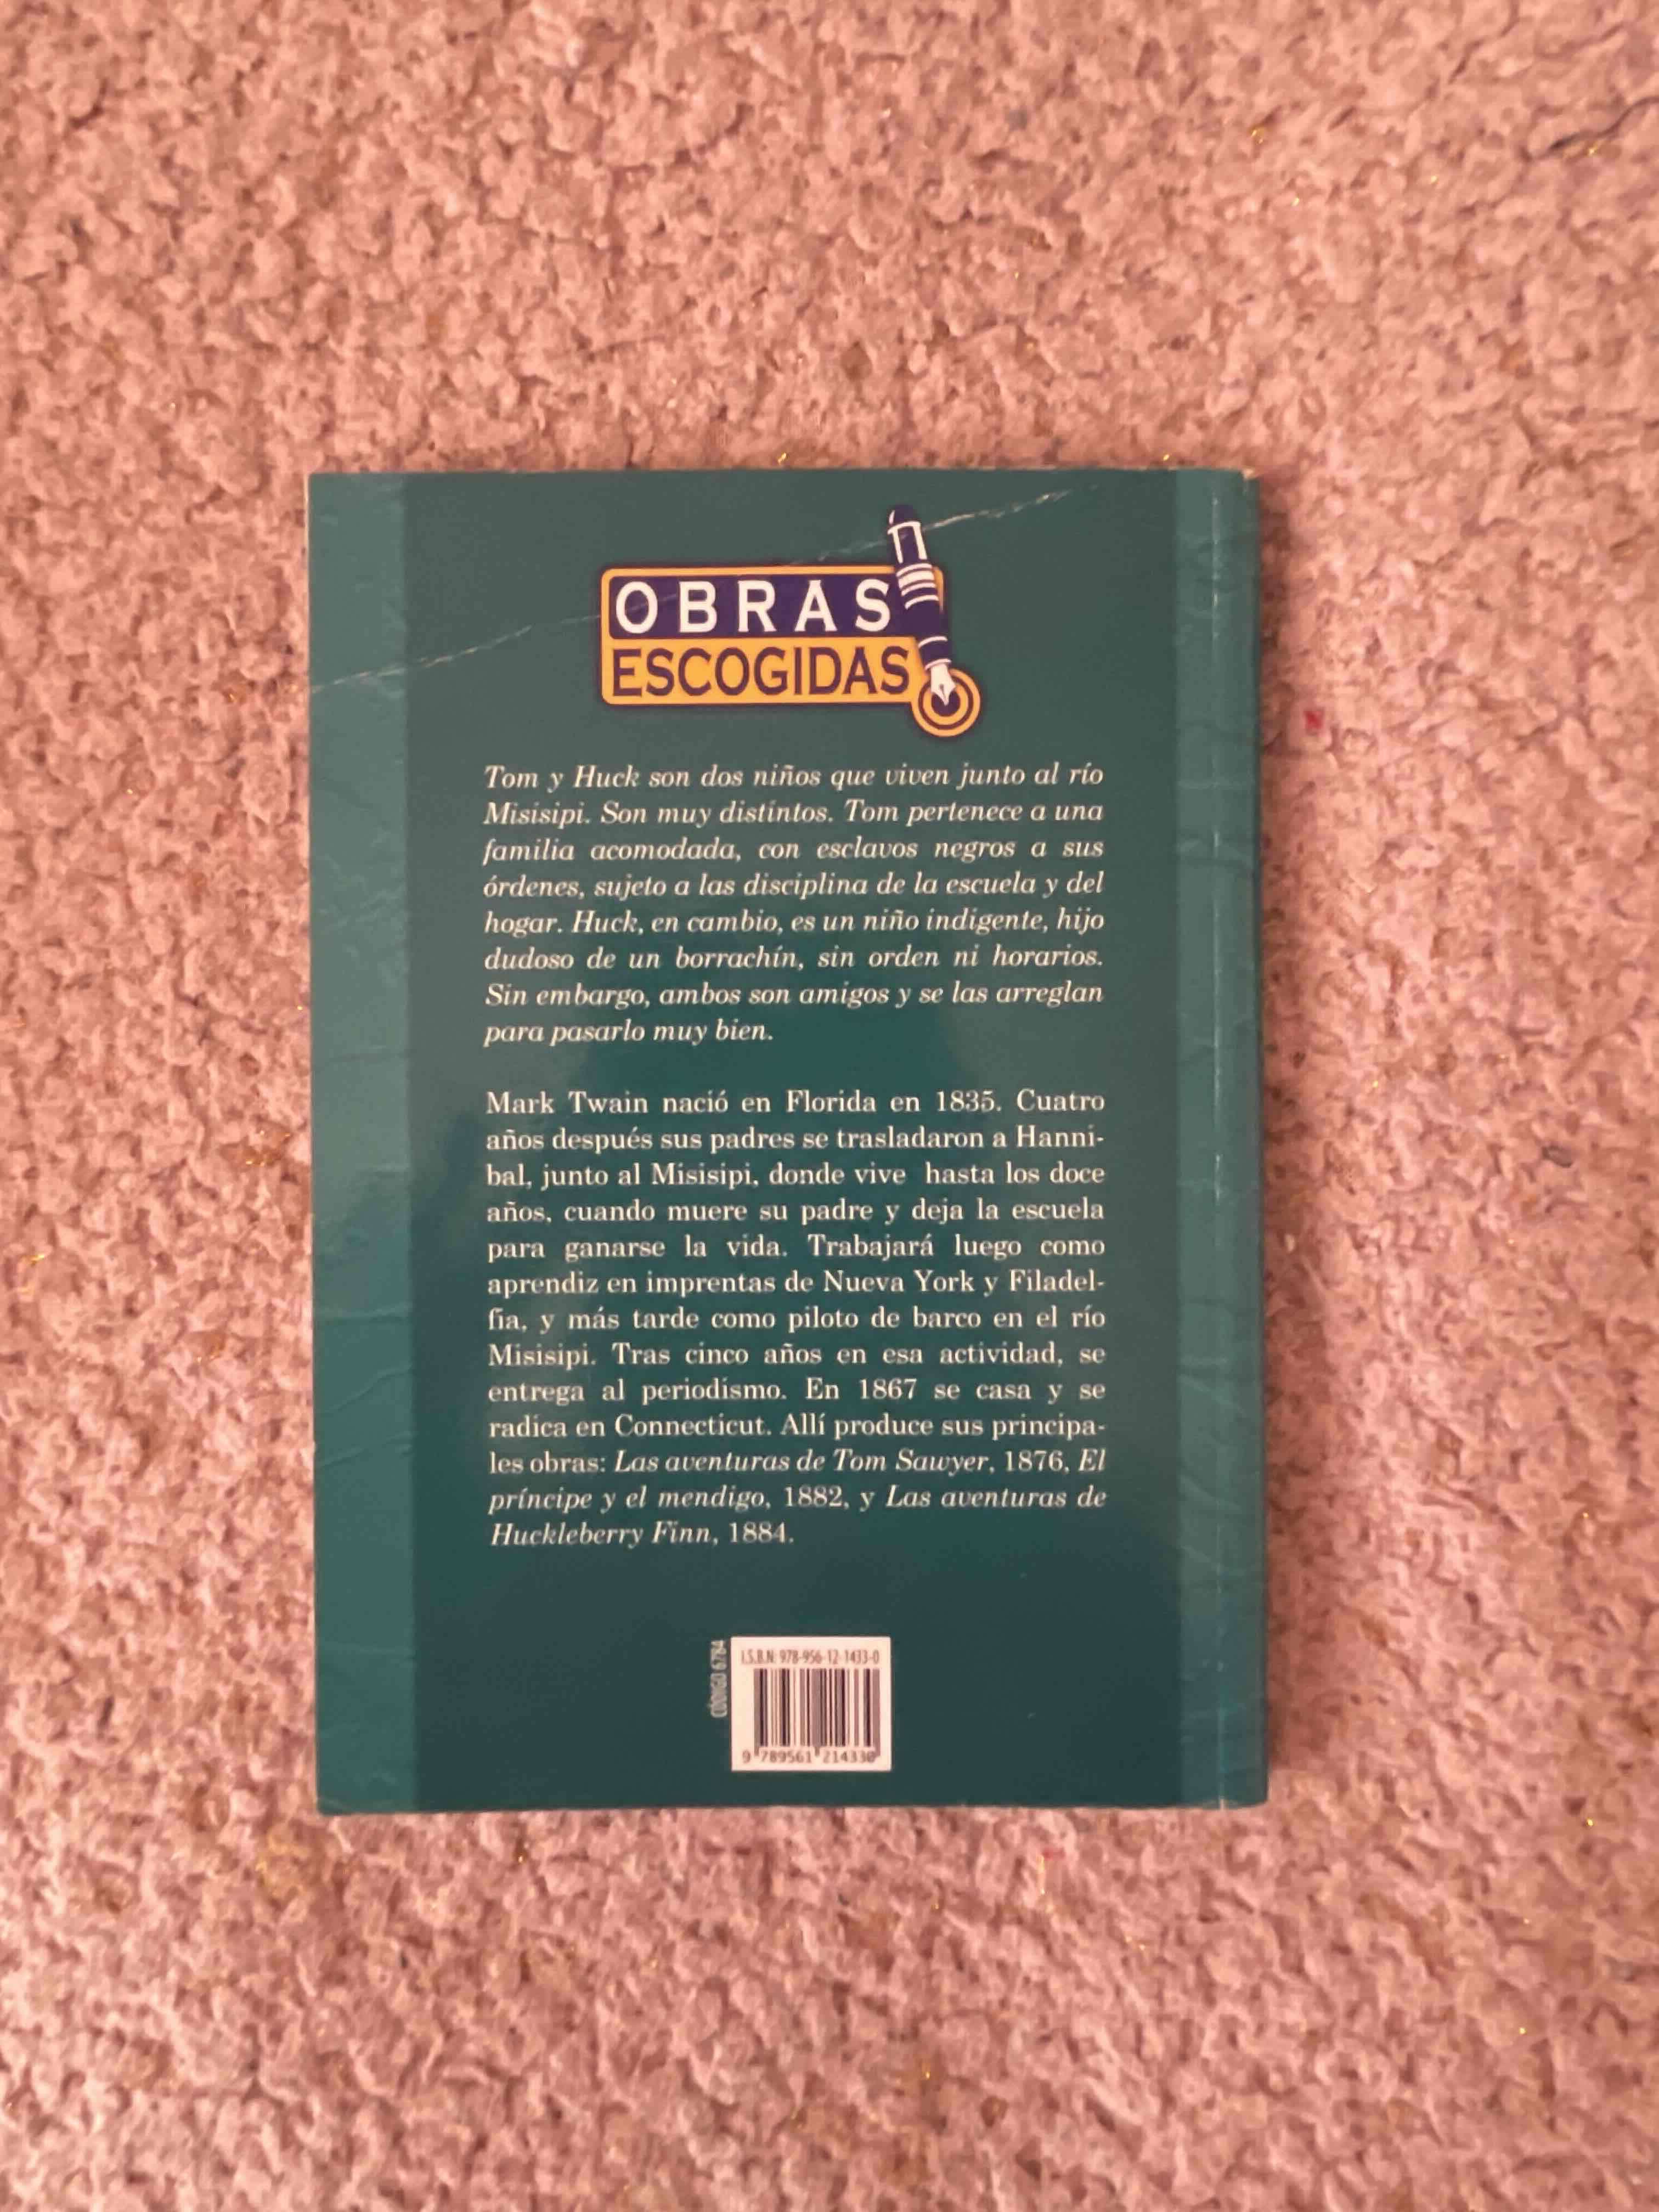 OBRAS
ESCOGIDAS
Tom y Huck son dos niños que viven junto al río
Misisipi. Son muy distintos. Tom pertenece a una
familia acomodada, con esclavos negros a sus
órdenes, sujeto a las disciplina de la escuela y del
hogar. Huck, en cambio, es un niño indigente, hijo
dudoso de un borrachín, sin orden ni horarios.
Sin embargo, ambos son amigos y se las arreglan
para pasarlo muy bien.
Mark Twain nació en Florida en 1835. Cuatro
años después sus padres se trasladaron a Hanni-
bal, junto al Misisipi, donde vive hasta los doce
años, cuando muere su padre y deja la escuela
para ganarse la vida. Trabajará luego como
aprendiz en imprentas de Nueva York y Filadel-
fia, y más tarde como piloto de barco en el río
Misisipi. Tras cinco años en esa actividad, se
entrega al periodismo. En 1867 se casa y se
radica en Connecticut. Allí produce sus principa-
les obras: Las aventuras de Tom Sawyer, 1876, El
príncipe y el mendigo, 1882, y Las aventuras de
Huckleberry Finn, 1884.
CÓDIGO 6784
I.S.B.N: 978-956-12-1433-0
9 789561 214330